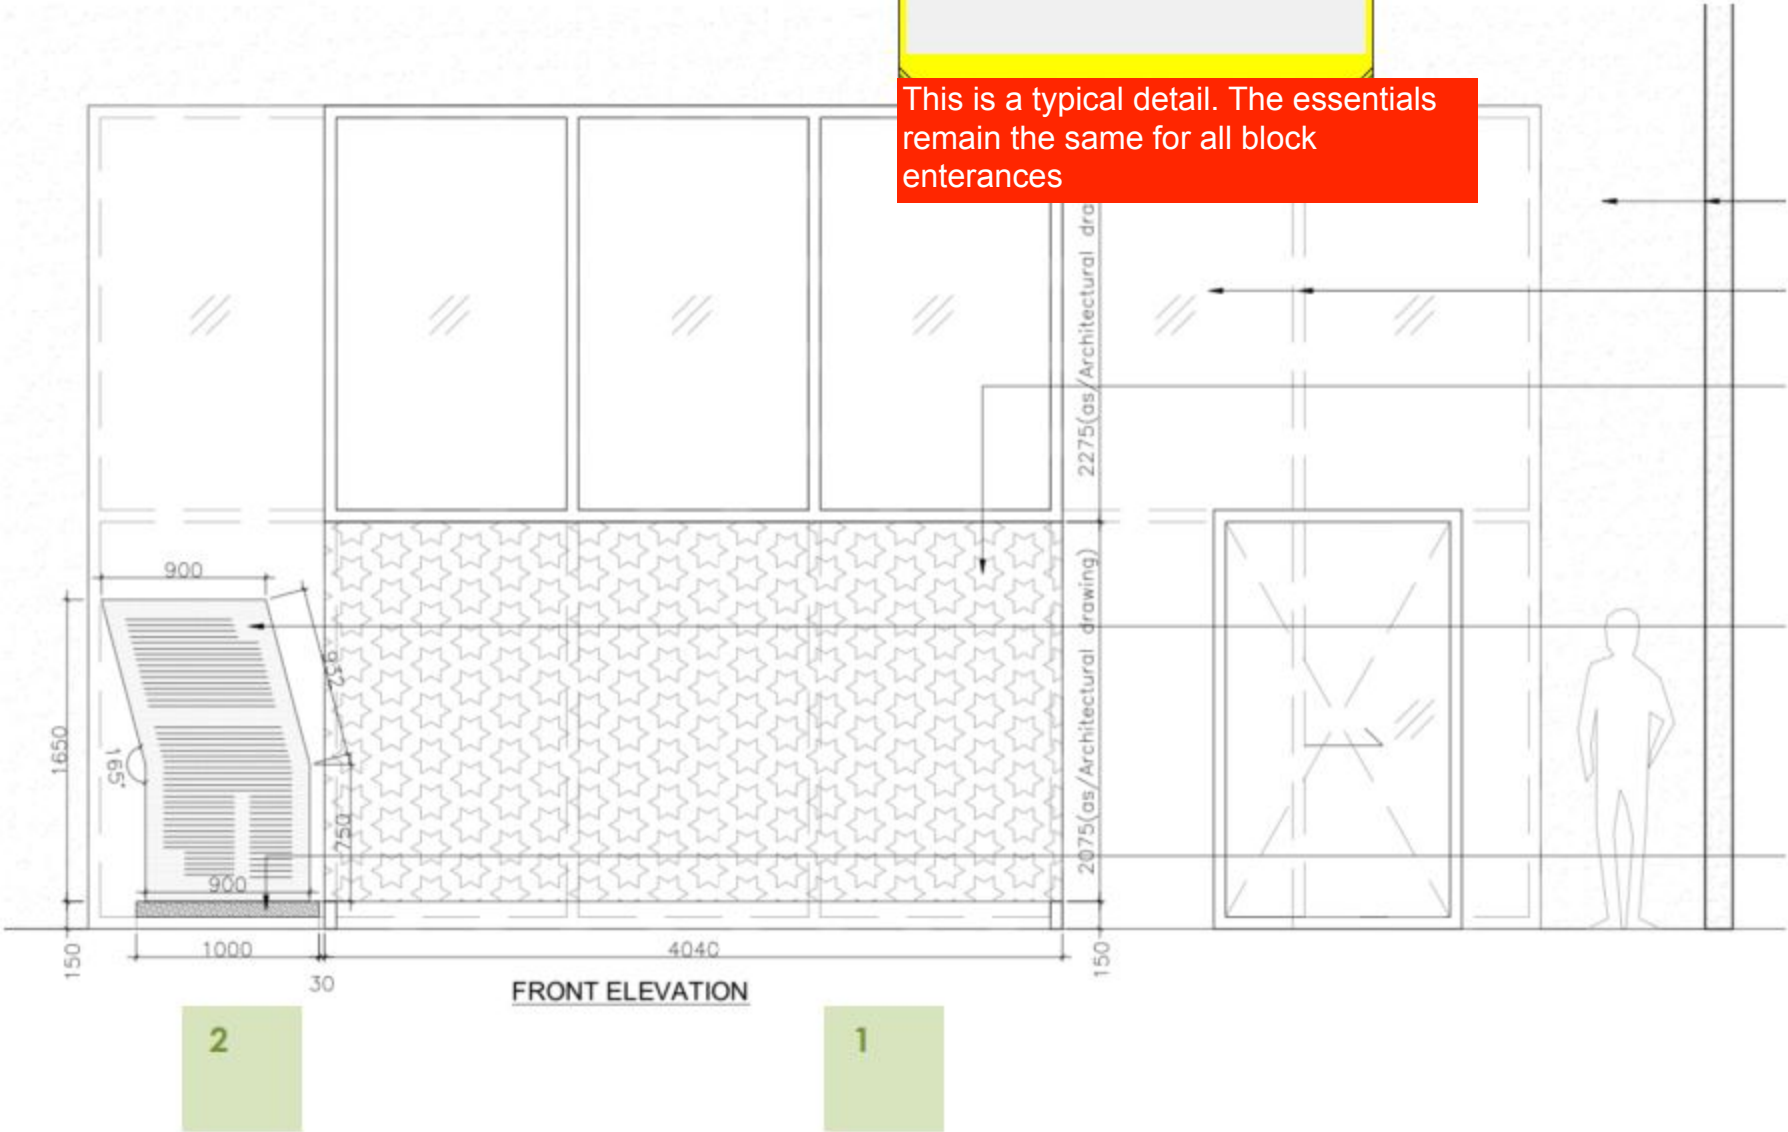 This is a typical detail. The essentials
remain the same for all block
enterances
2275(as/Architectural dra
900
932
2075(as/Architectural drawing)
1650
165°
750
900
150
1000
30
4040
150
FRONT ELEVATION
2
1